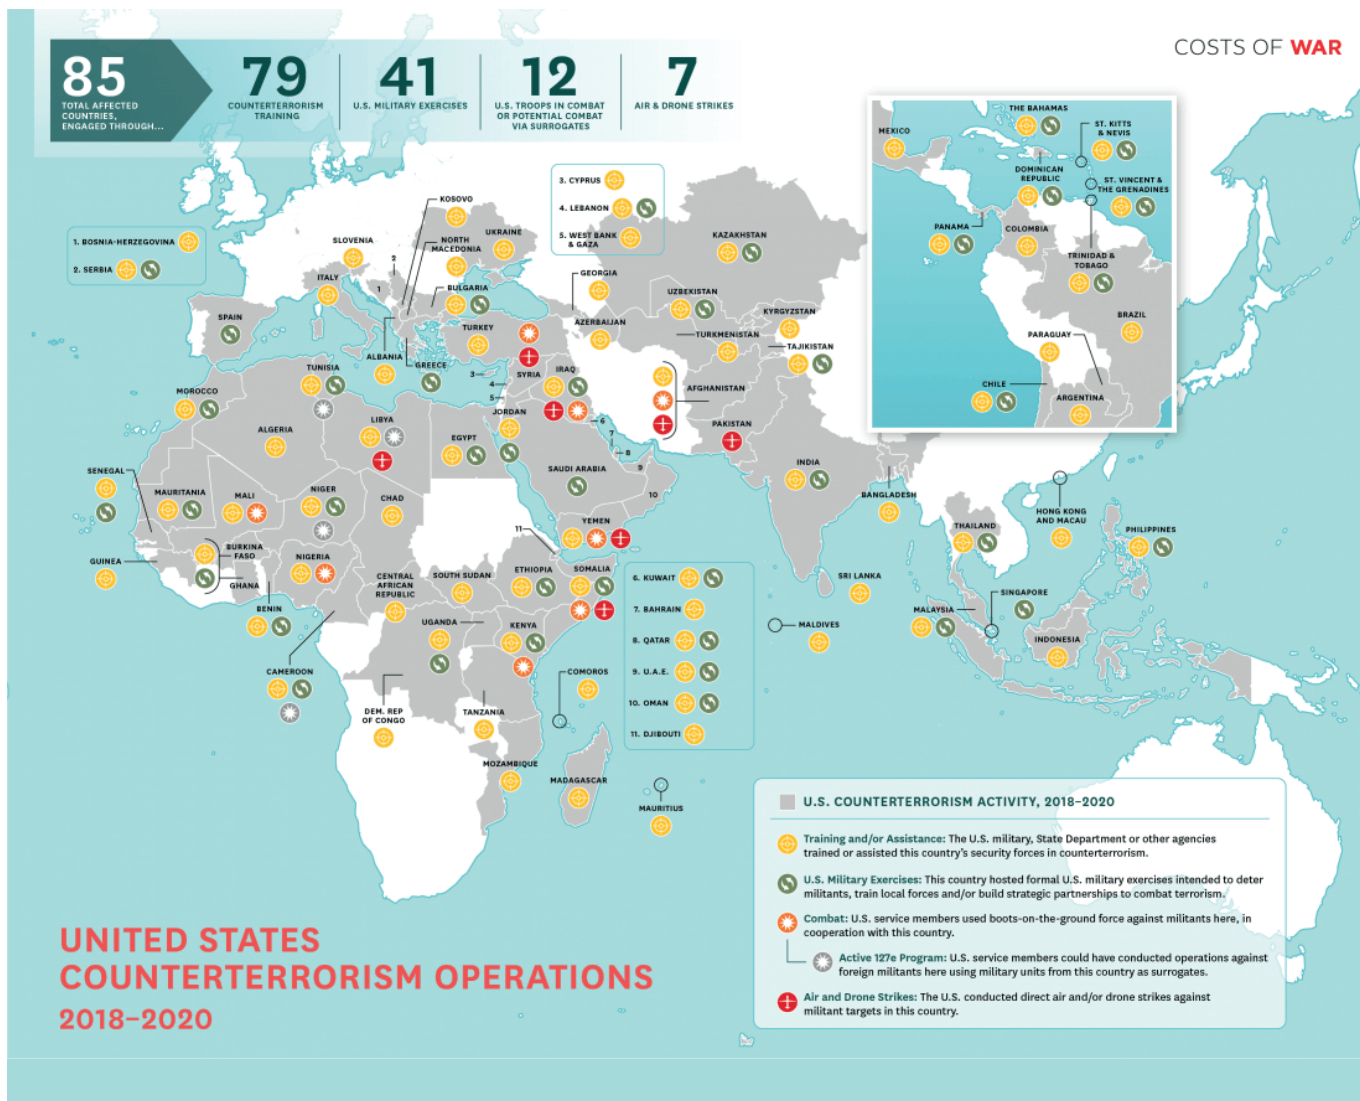 COSTS OF WAR
85
TOTAL AFFECTED
COUNTRIES,
ENGAGED THROUGH...
79
COUNTERTERRORISM
TRAINING
41
U.S. MILITARY EXERCISES
12
U.S. TROOPS IN COMBAT
OR POTENTIAL COMBAT
VIA SURROGATES
7
AIR & DRONE STRIKES
MEXICO
THE BAHAMAS
ST. KITTS
& NEVIS
DOMINICAN
REPUBLIC
ST. VINCENT &
THE GRENADINES
PANAMA
COLOMBIA
TRINIDAD &
TOBAGO
BRAZIL
PARAGUAY
CHILE
ARGENTINA
1. BOSNIA-HERZEGOVINA
2. SERBIA
3. CYPRUS
4. LEBANON
5. WEST BANK
& GAZA
KOSOVO
SLOVENIA
NORTH
MACEDONIA
UKRAINE
2
1
ITALY
BULGARIA
SPAIN
TURKEY
ALBANIA
GREECE
GEORGIA
AZERBAIJAN
KAZAKHSTAN
UZBEKISTAN
KYRGYZSTAN
TURKMENISTAN
TAJIKISTAN
TUNISIA
MOROCCO
SYRIA
IRAQ
3
4
5
AFGHANISTAN
JORDAN
6
7
8
9
10
PAKISTAN
ALGERIA
LIBYA
EGYPT
SAUDI ARABIA
INDIA
BANGLADESH
HONG KONG
AND MACAU
THAILAND
PHILIPPINES
SENEGAL
MAURITANIA
MALI
NIGER
CHAD
YEMEN
11
GUINEA
BURKINA
FASO
GHANA
NIGERIA
BENIN
CENTRAL
AFRICAN
REPUBLIC
SOUTH SUDAN
ETHIOPIA
SOMALIA
UGANDA
KENYA
CAMEROON
DEM. REP
OF CONGO
TANZANIA
COMOROS
MOZAMBIQUE
MADAGASCAR
MAURITIUS
6. KUWAIT
7. BAHRAIN
8. QATAR
9. U.A.E.
10. OMAN
11. DJIBOUTI
SRI LANKA
MALDIVES
MALAYSIA
SINGAPORE
INDONESIA
U.S. COUNTERTERRORISM ACTIVITY, 2018–2020
Training and/or Assistance: The U.S. military, State Department or other agencies
trained or assisted this country's security forces in counterterrorism.
U.S. Military Exercises: This country hosted formal U.S. military exercises intended to deter
militants, train local forces and/or build strategic partnerships to combat terrorism.
Combat: U.S. service members used boots-on-the-ground force against militants here, in
cooperation with this country.
Active 127e Program: U.S. service members could have conducted operations against
foreign militants here using military units from this country as surrogates.
Air and Drone Strikes: The U.S. conducted direct air and/or drone strikes against
militant targets in this country.
UNITED STATES
COUNTERTERRORISM OPERATIONS
2018–2020